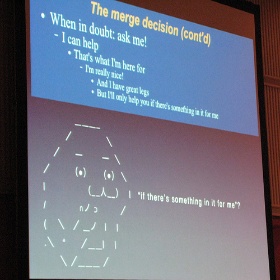 The merge decision (cont'd)
• When in doubt: ask me!
– I can help
• That's what I'm here for
– I'm really nice!
• And I have great legs
• But I'll only help you if there's something in it for me
"If there's something in it for me"?